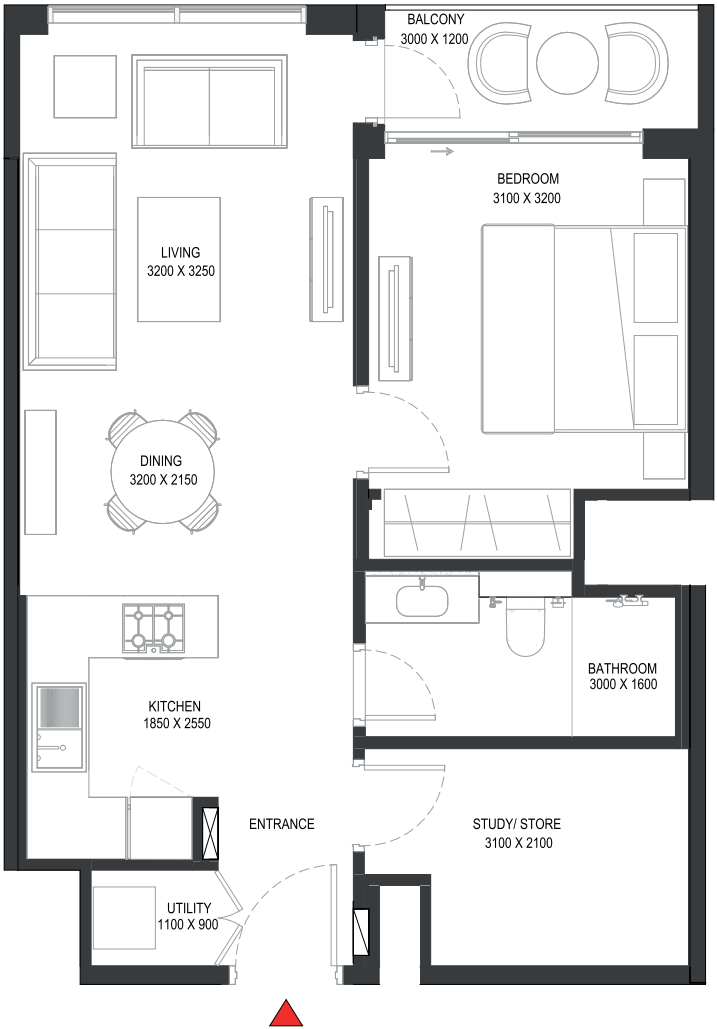 BALCONY
3000 X 1200
BEDROOM
3100 X 3200
LIVING
3200 X 3250
DINING
3200 X 2150
KITCHEN
1850 X 2550
BATHROOM
3000 X 1600
ENTRANCE
STUDY/ STORE
3100 X 2100
UTILITY
1100 X 900